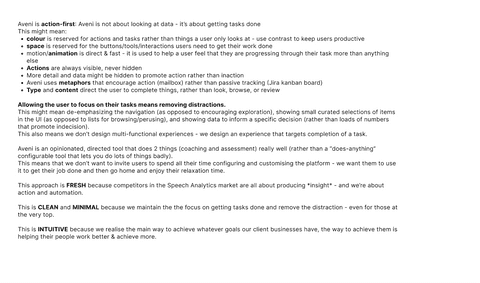 Aveni is action-first: Aveni is not about looking at data - it's about getting tasks done
This might mean:
• colour is reserved for actions and tasks rather than things a user only looks at - use contrast to keep users productive
• space is reserved for the buttons/tools/interactions users need to get their work done
• motion/animation is direct & fast - it is used to help a user feel that they are progressing through their task more than anything
else
• Actions are always visible, never hidden
• More detail and data might be hidden to promote action rather than inaction
• Aveni uses metaphors that encourage action (mailbox) rather than passive tracking (Jira kanban board)
• Type and content direct the user to complete things, rather than look, browse, or review
Allowing the user to focus on their tasks means removing distractions.
This might mean de-emphasizing the navigation (as opposed to encouraging exploration), showing small curated selections of items
in the UI (as opposed to lists for browsing/perusing), and showing data to inform a specific decision (rather than loads of numbers
that promote indecision).
This also means we don't design multi-functional experiences - we design an experience that targets completion of a task.
Aveni is an opinionated, directed tool that does 2 things (coaching and assessment) really well (rather than a "does-anything"
configurable tool that lets you do lots of things badly).
This means that we don't want to invite users to spend all their time configuring and customising the platform - we want them to use
it to get their job done and then go home and enjoy their relaxation time.
This approach is FRESH because competitors in the Speech Analytics market are all about producing *insight* - and we're about
action and automation.
This is CLEAN and MINIMAL because we maintain the the focus on getting tasks done and remove the distraction - even for those at
the very top.
This is INTUITIVE because we realise the main way to achieve whatever goals our client businesses have, the way to achieve them is
helping their people work better & achieve more.